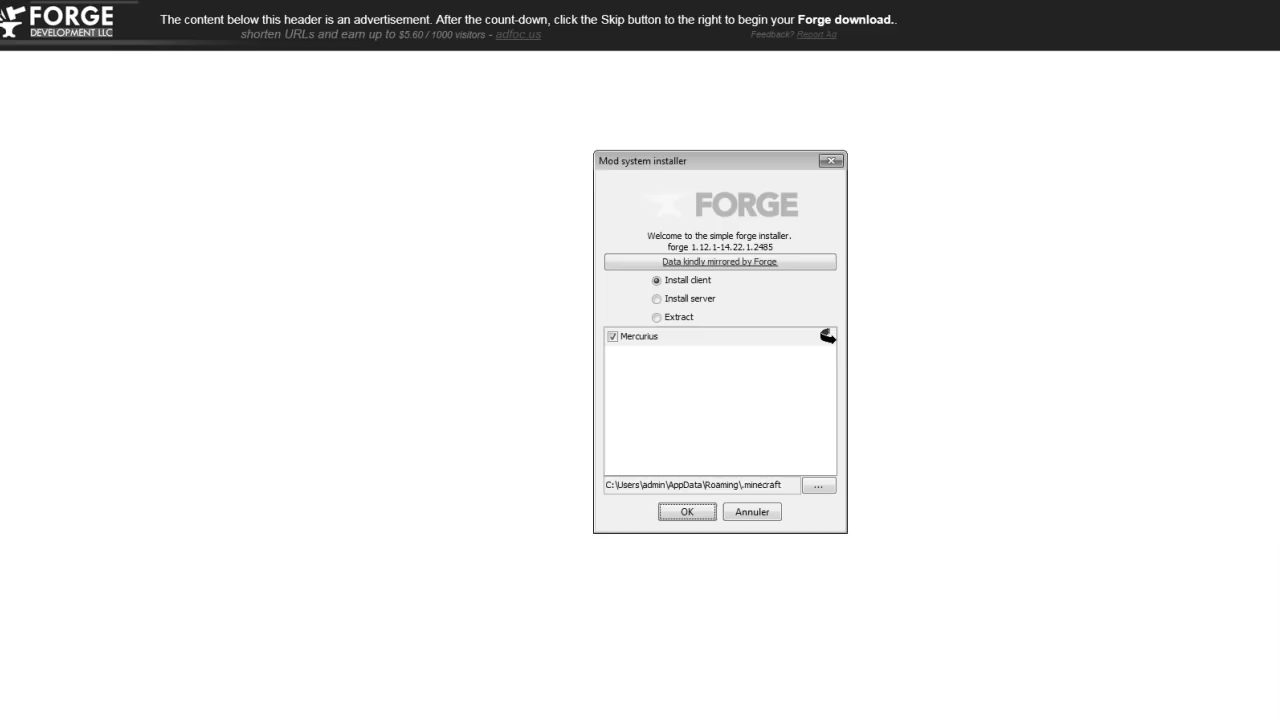 FORGE
DEVELOPMENT LLC
The content below this header is an advertisement. After the count-down, click the Skip button to the right to begin your Forge download..
shorten URLs and earn up to $5.60 / 1000 visitors - adfoc.us
Feedback? Report Ad
Mod system installer
FORGE
Welcome to the simple forge installer.
forge 1.12.1-14.22.1.2485
Data kindly mirrored by Forge
Install client
Install server
Extract
Mercurius
C:\Users\admin\AppData\Roaming\.minecraft
...
OK
Annuler